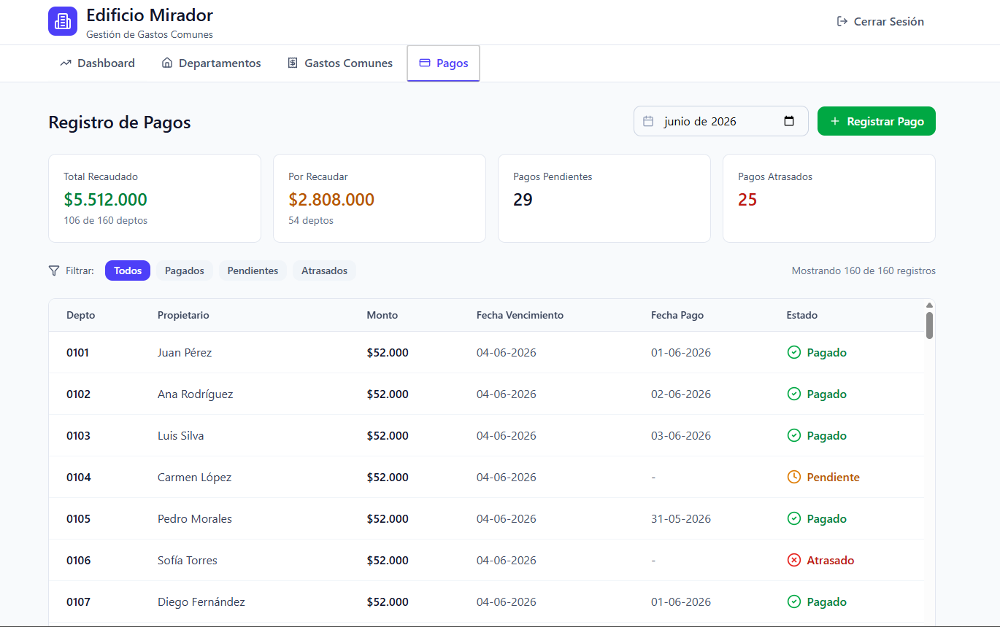 Edificio Mirador
Gestión de Gastos Comunes
Cerrar Sesión
Dashboard Departamentos Gastos Comunes Pagos
Registro de Pagos
junio de 2026
+ Registrar Pago
Total Recaudado
$5.512.000
106 de 160 deptos
Por Recaudar
$2.808.000
54 deptos
Pagos Pendientes
29
Pagos Atrasados
25
Filtrar: Todos Pagados Pendientes Atrasados
Mostrando 160 de 160 registros
Depto Propietario Monto Fecha Vencimiento Fecha Pago Estado
0101 Juan Pérez $52.000 04-06-2026 01-06-2026 Pagado
0102 Ana Rodríguez $52.000 04-06-2026 02-06-2026 Pagado
0103 Luis Silva $52.000 04-06-2026 03-06-2026 Pagado
0104 Carmen López $52.000 04-06-2026 - Pendiente
0105 Pedro Morales $52.000 04-06-2026 31-05-2026 Pagado
0106 Sofía Torres $52.000 04-06-2026 - Atrasado
0107 Diego Fernández $52.000 04-06-2026 01-06-2026 Pagado